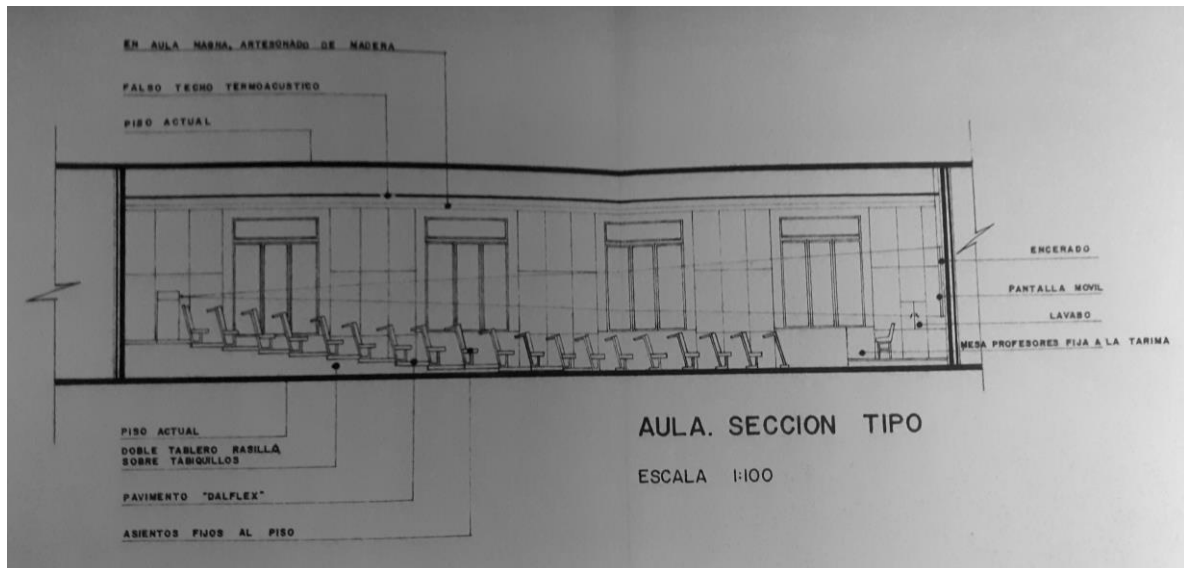 EN AULA MAGNA, ARTESONADO DE MADERA
FALSO TECHO TERMOACUSTICO
PISO ACTUAL
ENCERADO
PANTALLA MOVIL
LAVABO
MESA PROFESORES FIJA A LA TARIMA
PISO ACTUAL
DOBLE TABLERO RASILLA
SOBRE TABIQUILLOS
PAVIMENTO "DALFLEX"
ASIENTOS FIJOS AL PISO
AULA. SECCION TIPO
ESCALA 1:100